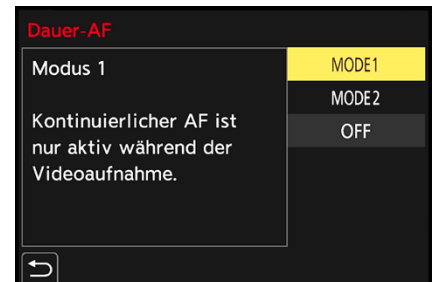 Dauer-AF
Modus 1
Kontinuierlicher AF ist
nur aktiv während der
Videoaufnahme.
MODE1
MODE2
OFF